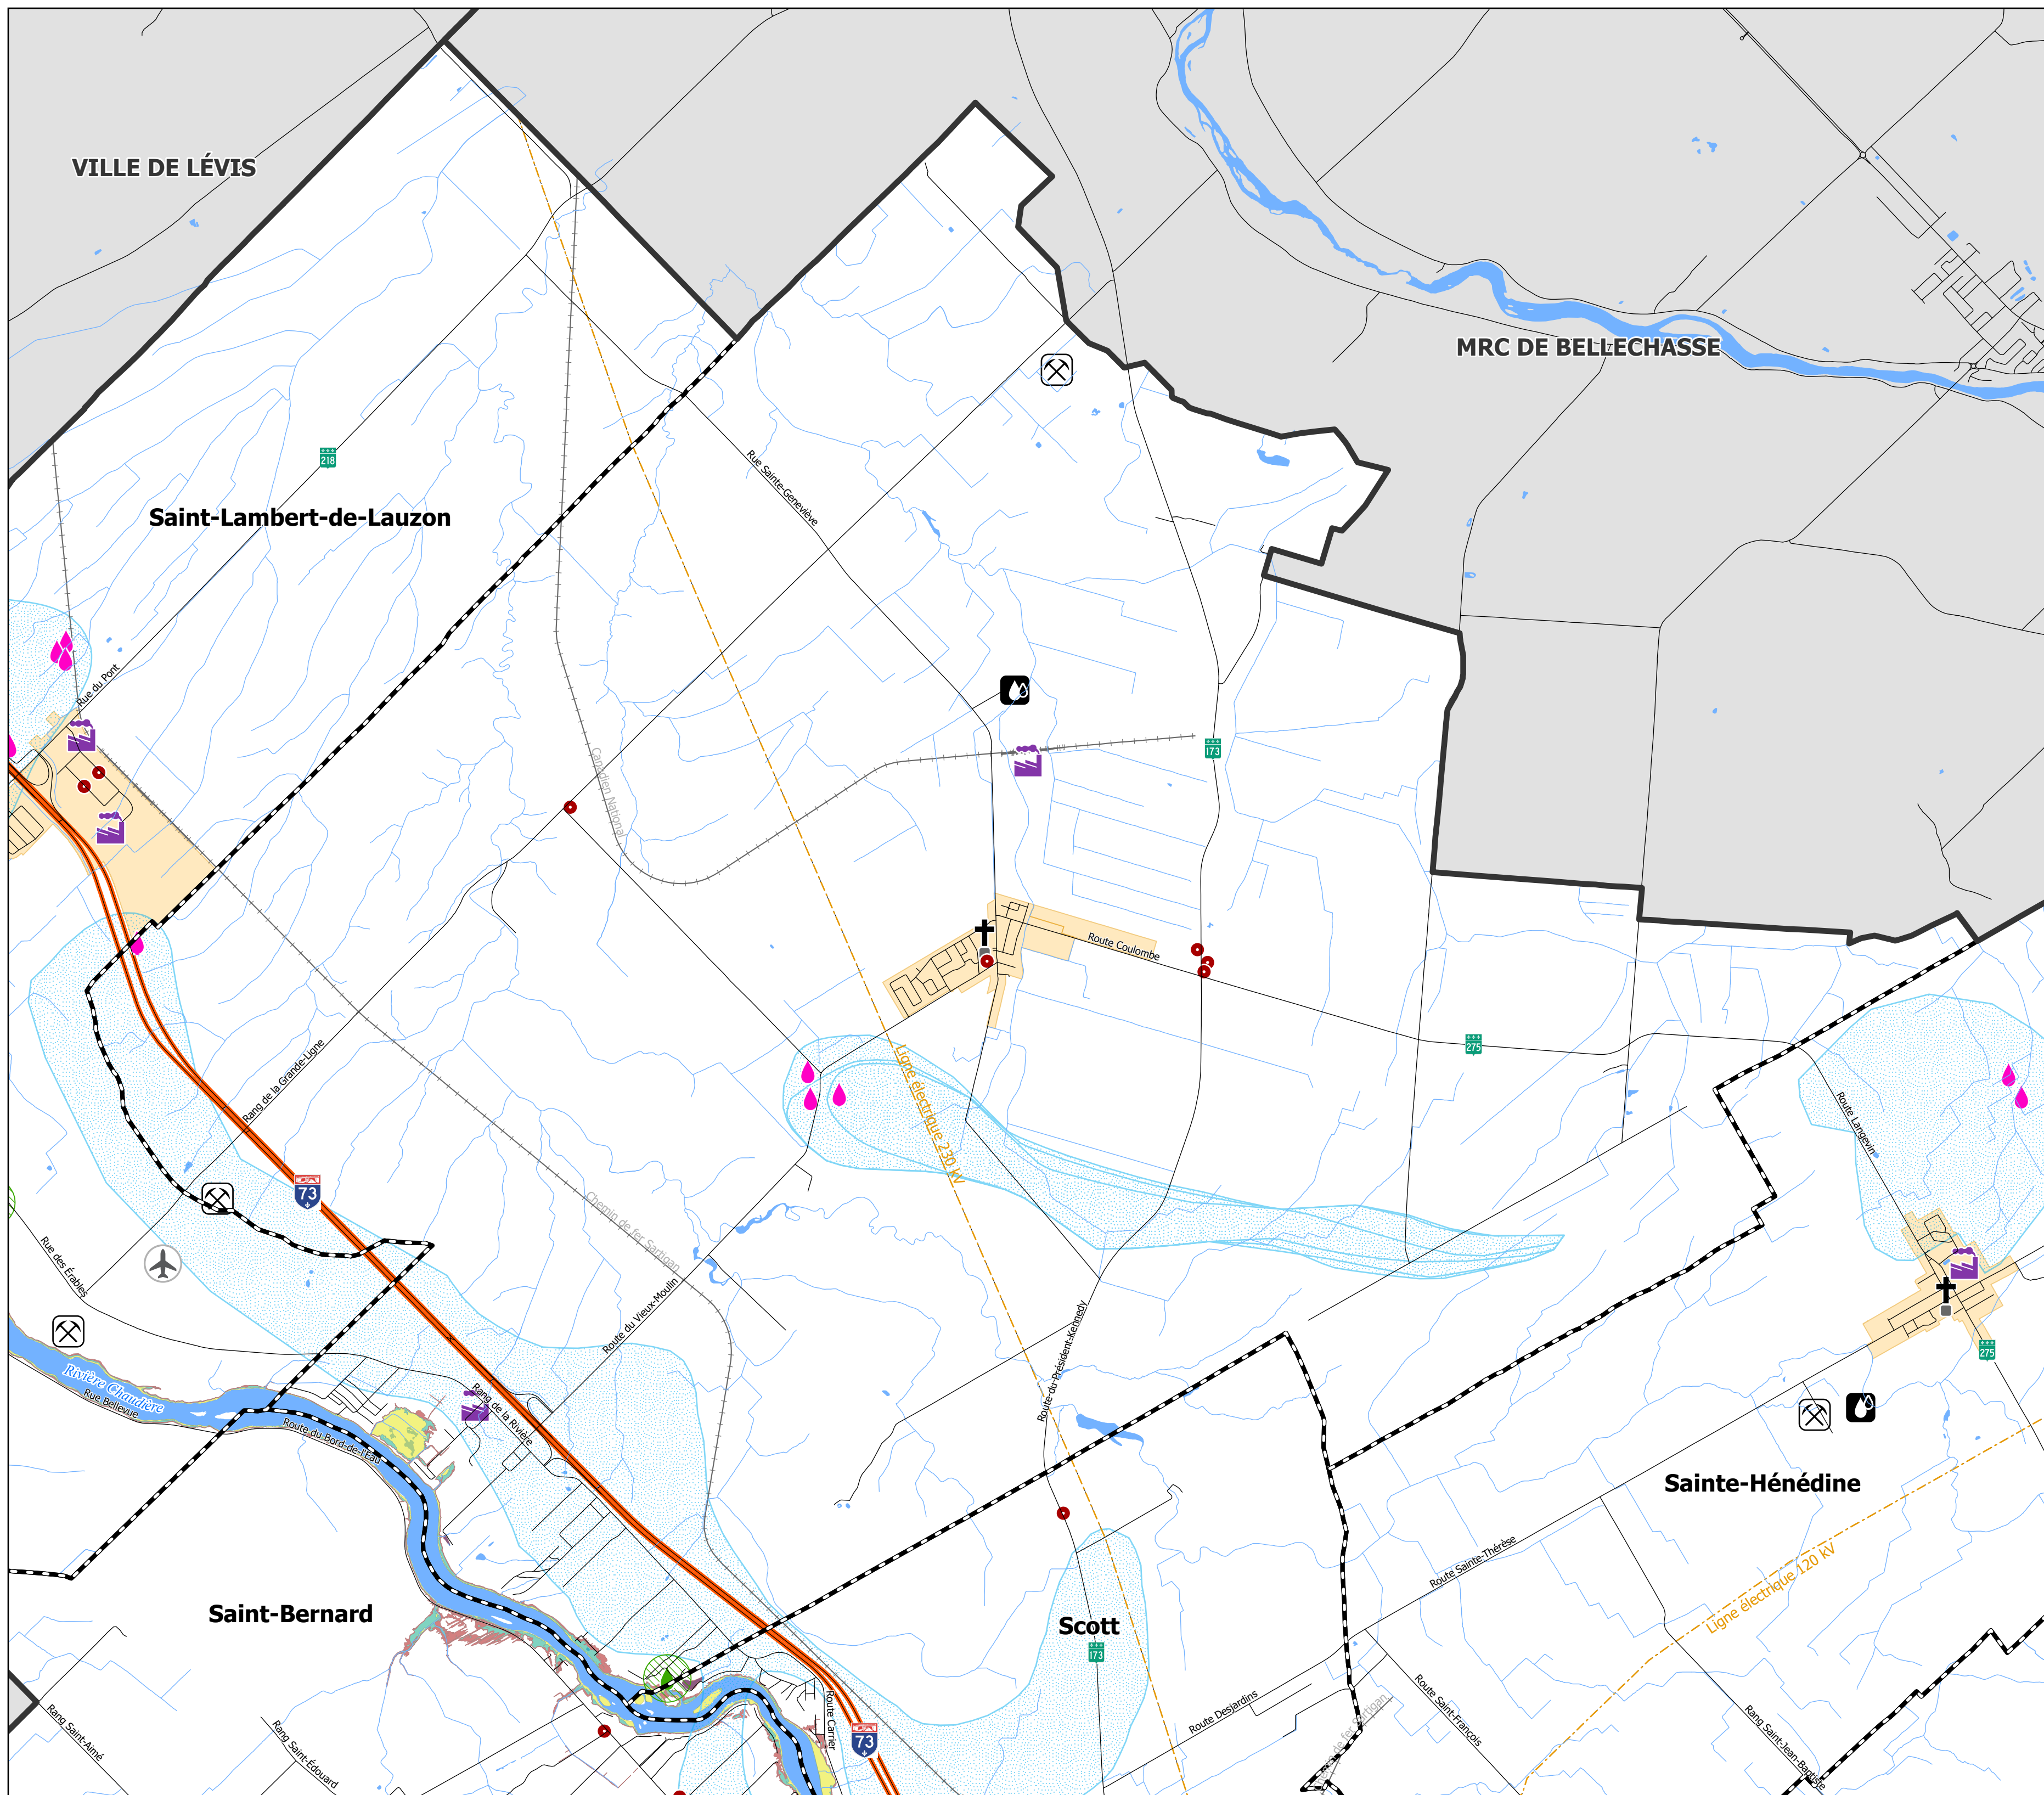 VILLE DE LÉVIS
MRC DE BELLECHASSE
218
Saint-Lambert-de-Lauzon
Rue Sainte-Geneviève
Rue du Pont
Canadien National
173
Route Coulombe
275
Rang de la Grande-Ligne
Ligne électrique 230 kV
Route Langevin
73
Chemin de fer Sartigan
Rue des Érables
Route du Vieux-Moulin
Route du Président-Kennedy
275
Rivière Chaudière
Rue Bellevue
Route du Bord-de-l'Eau
Rang de la Rivière
Sainte-Hénédine
Route Sainte-Thérèse
Ligne électrique 120 kV
Saint-Bernard
Scott
173
Rang Saint-Aimé
Rang Saint-Édouard
Route Carrier
73
Route Desjardins
de fer Sartigan
Route Saint-François
Rang Saint-Jean-Baptiste